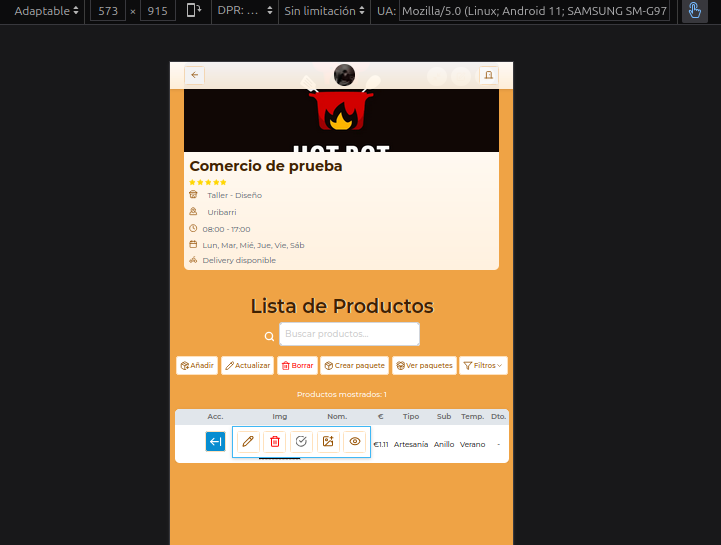 Adaptable 573 × 915 DPR: ... Sin limitación UA: Mozilla/5.0 (Linux; Android 11; SAMSUNG SM-G97
HOT POT
Comercio de prueba
Taller - Diseño
Uribarri
08:00 - 17:00
Lun, Mar, Mié, Jue, Vie, Sáb
Delivery disponible
Lista de Productos
Buscar productos...
Añadir Actualizar Borrar Crear paquete Ver paquetes Filtros
Productos mostrados: 1
Acc. Img Nom. € Tipo Sub Temp. Dto.
€1.11 Artesanía Anillo Verano -